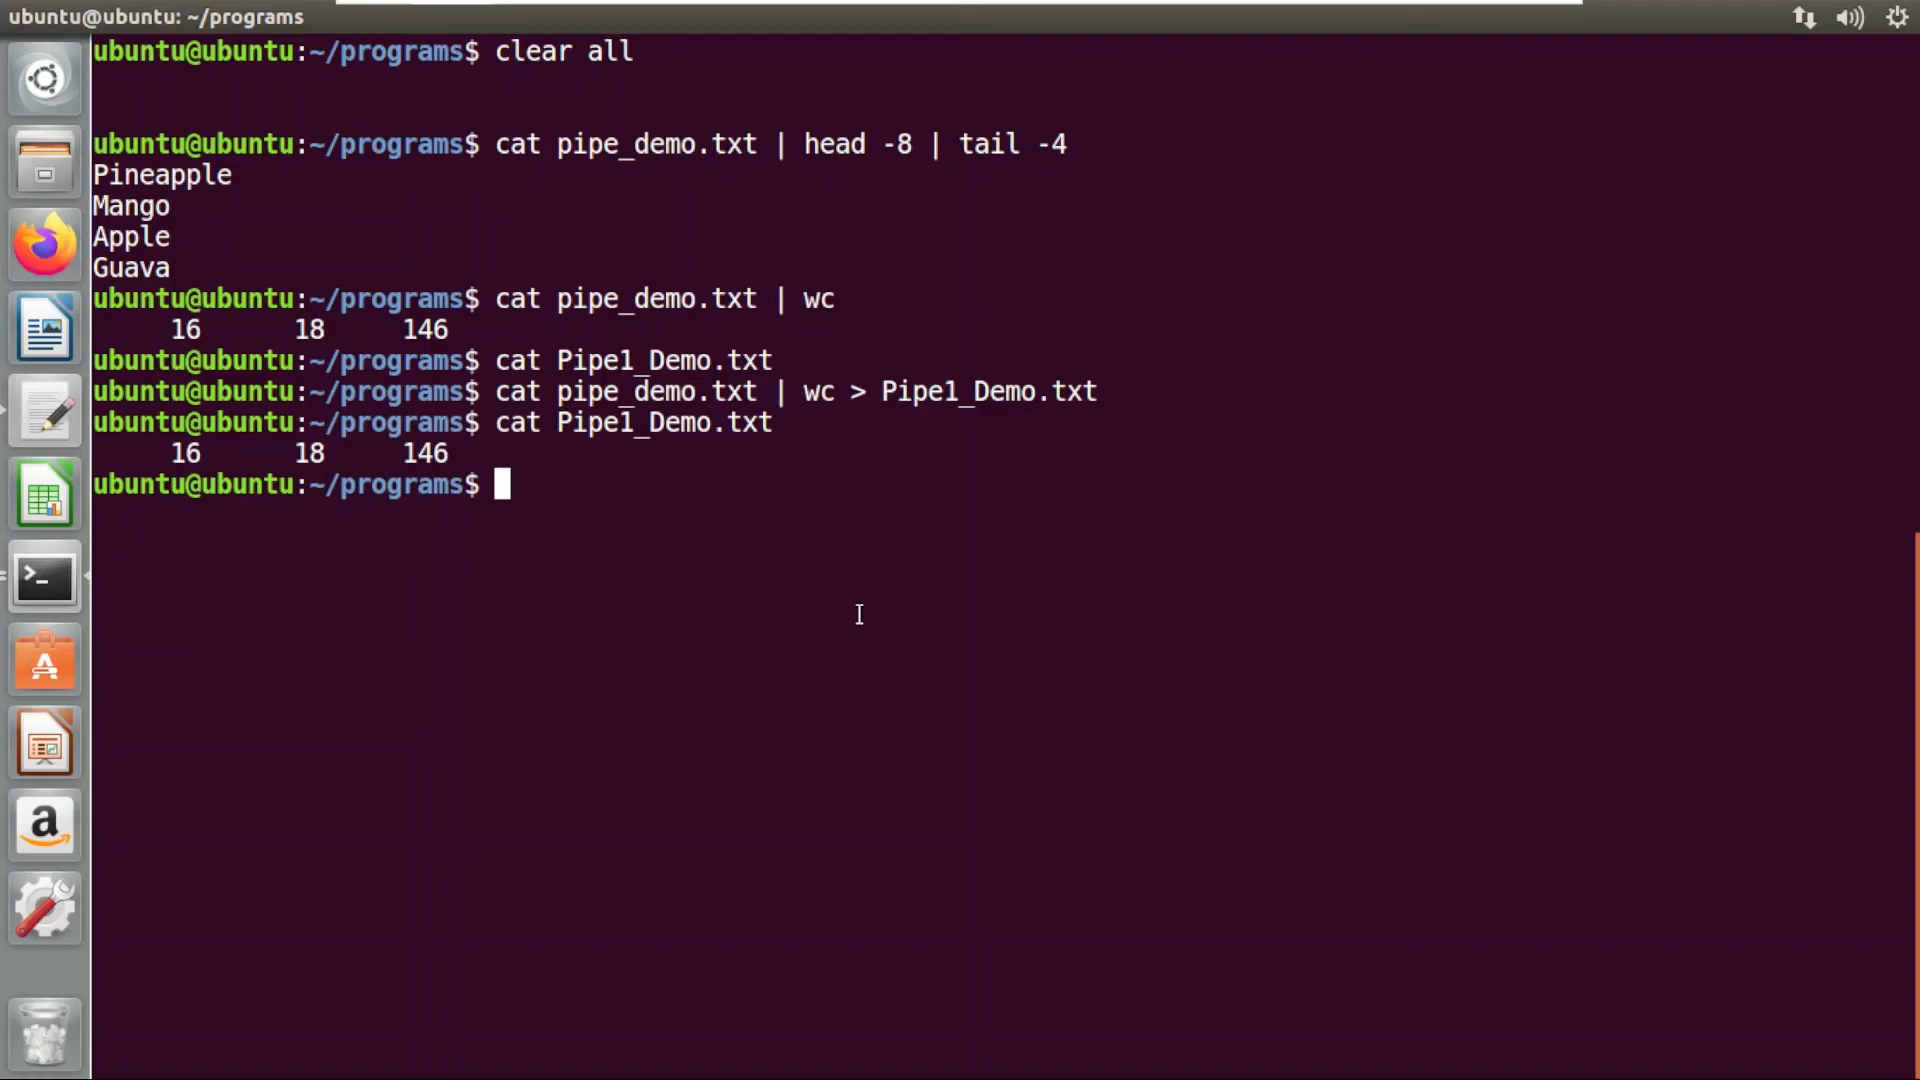 ubuntu@ubuntu: ~/programs
ubuntu@ubuntu:~/programs$ clear all
ubuntu@ubuntu:~/programs$ cat pipe_demo.txt | head -8 | tail -4
Pineapple
Mango
Apple
Guava
ubuntu@ubuntu:~/programs$ cat pipe_demo.txt | wc
     16      18     146
ubuntu@ubuntu:~/programs$ cat Pipe1_Demo.txt
ubuntu@ubuntu:~/programs$ cat pipe_demo.txt | wc > Pipe1_Demo.txt
ubuntu@ubuntu:~/programs$ cat Pipe1_Demo.txt
     16      18     146
ubuntu@ubuntu:~/programs$